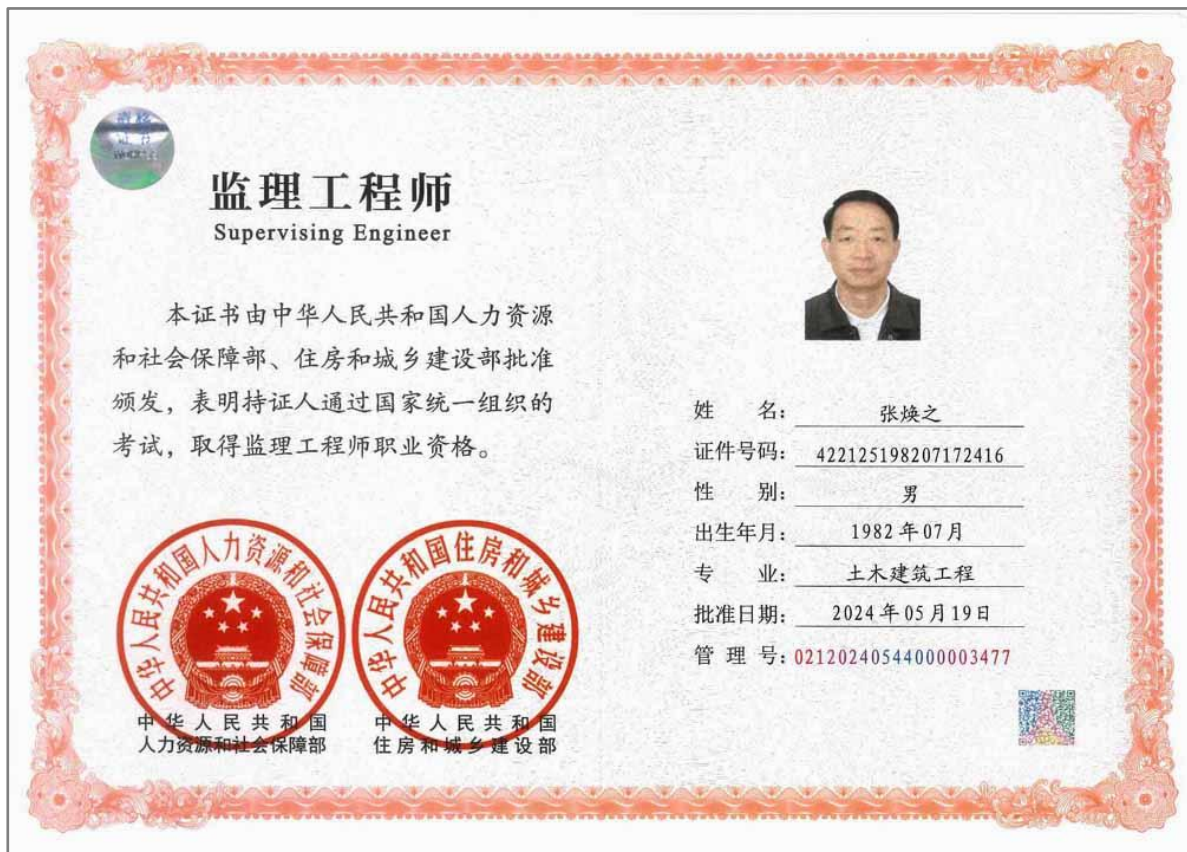 监理工程师
Supervising Engineer
本证书由中华人民共和国人力资源
和社会保障部、住房和城乡建设部批准
颁发，表明持证人通过国家统一组织的
考试，取得监理工程师职业资格。
中华人民共和国人力资源和社会保障部
中华人民共和国
人力资源和社会保障部
中华人民共和国住房和城乡建设部
中华人民共和国
住房和城乡建设部
姓名：张焕之
证件号码：422125198207172416
性别：男
出生年月：1982年07月
专业：土木建筑工程
批准日期：2024年05月19日
管理号：02120240544000003477